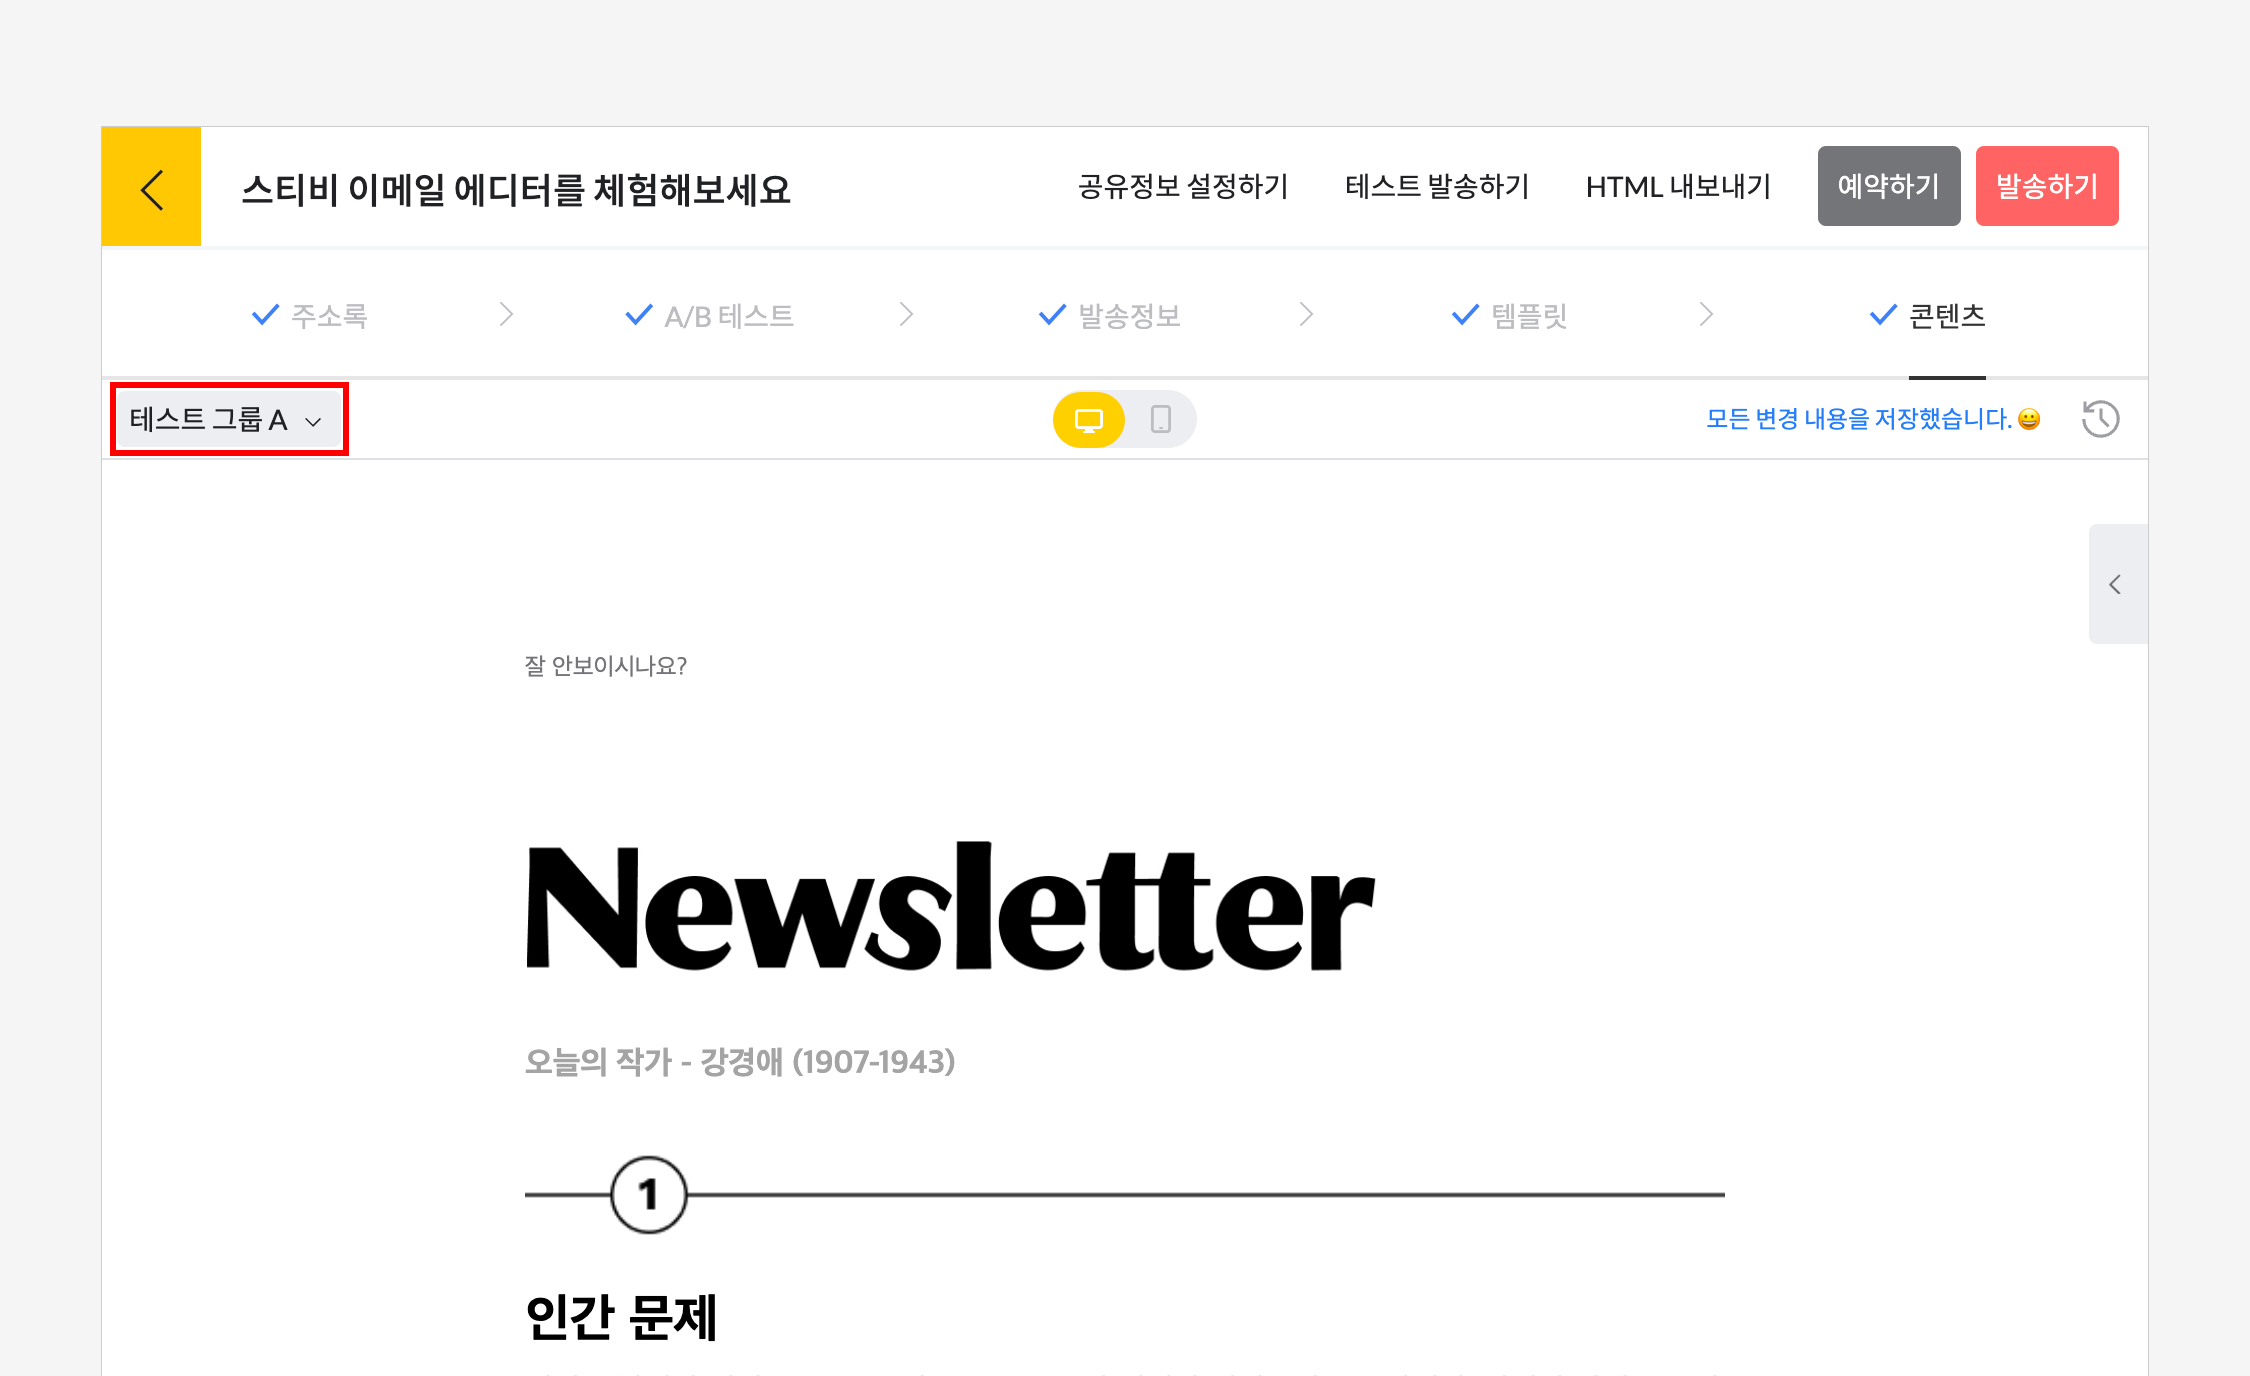 스티비 이메일 에디터를 체험해보세요
공유정보 설정하기
테스트 발송하기
HTML 내보내기
예약하기
발송하기
주소록
A/B 테스트
발송정보
템플릿
콘텐츠
테스트 그룹 A
모든 변경 내용을 저장했습니다. 😀
잘 안보이시나요?
Newsletter
오늘의 작가 - 강경애 (1907-1943)
1
인간 문제